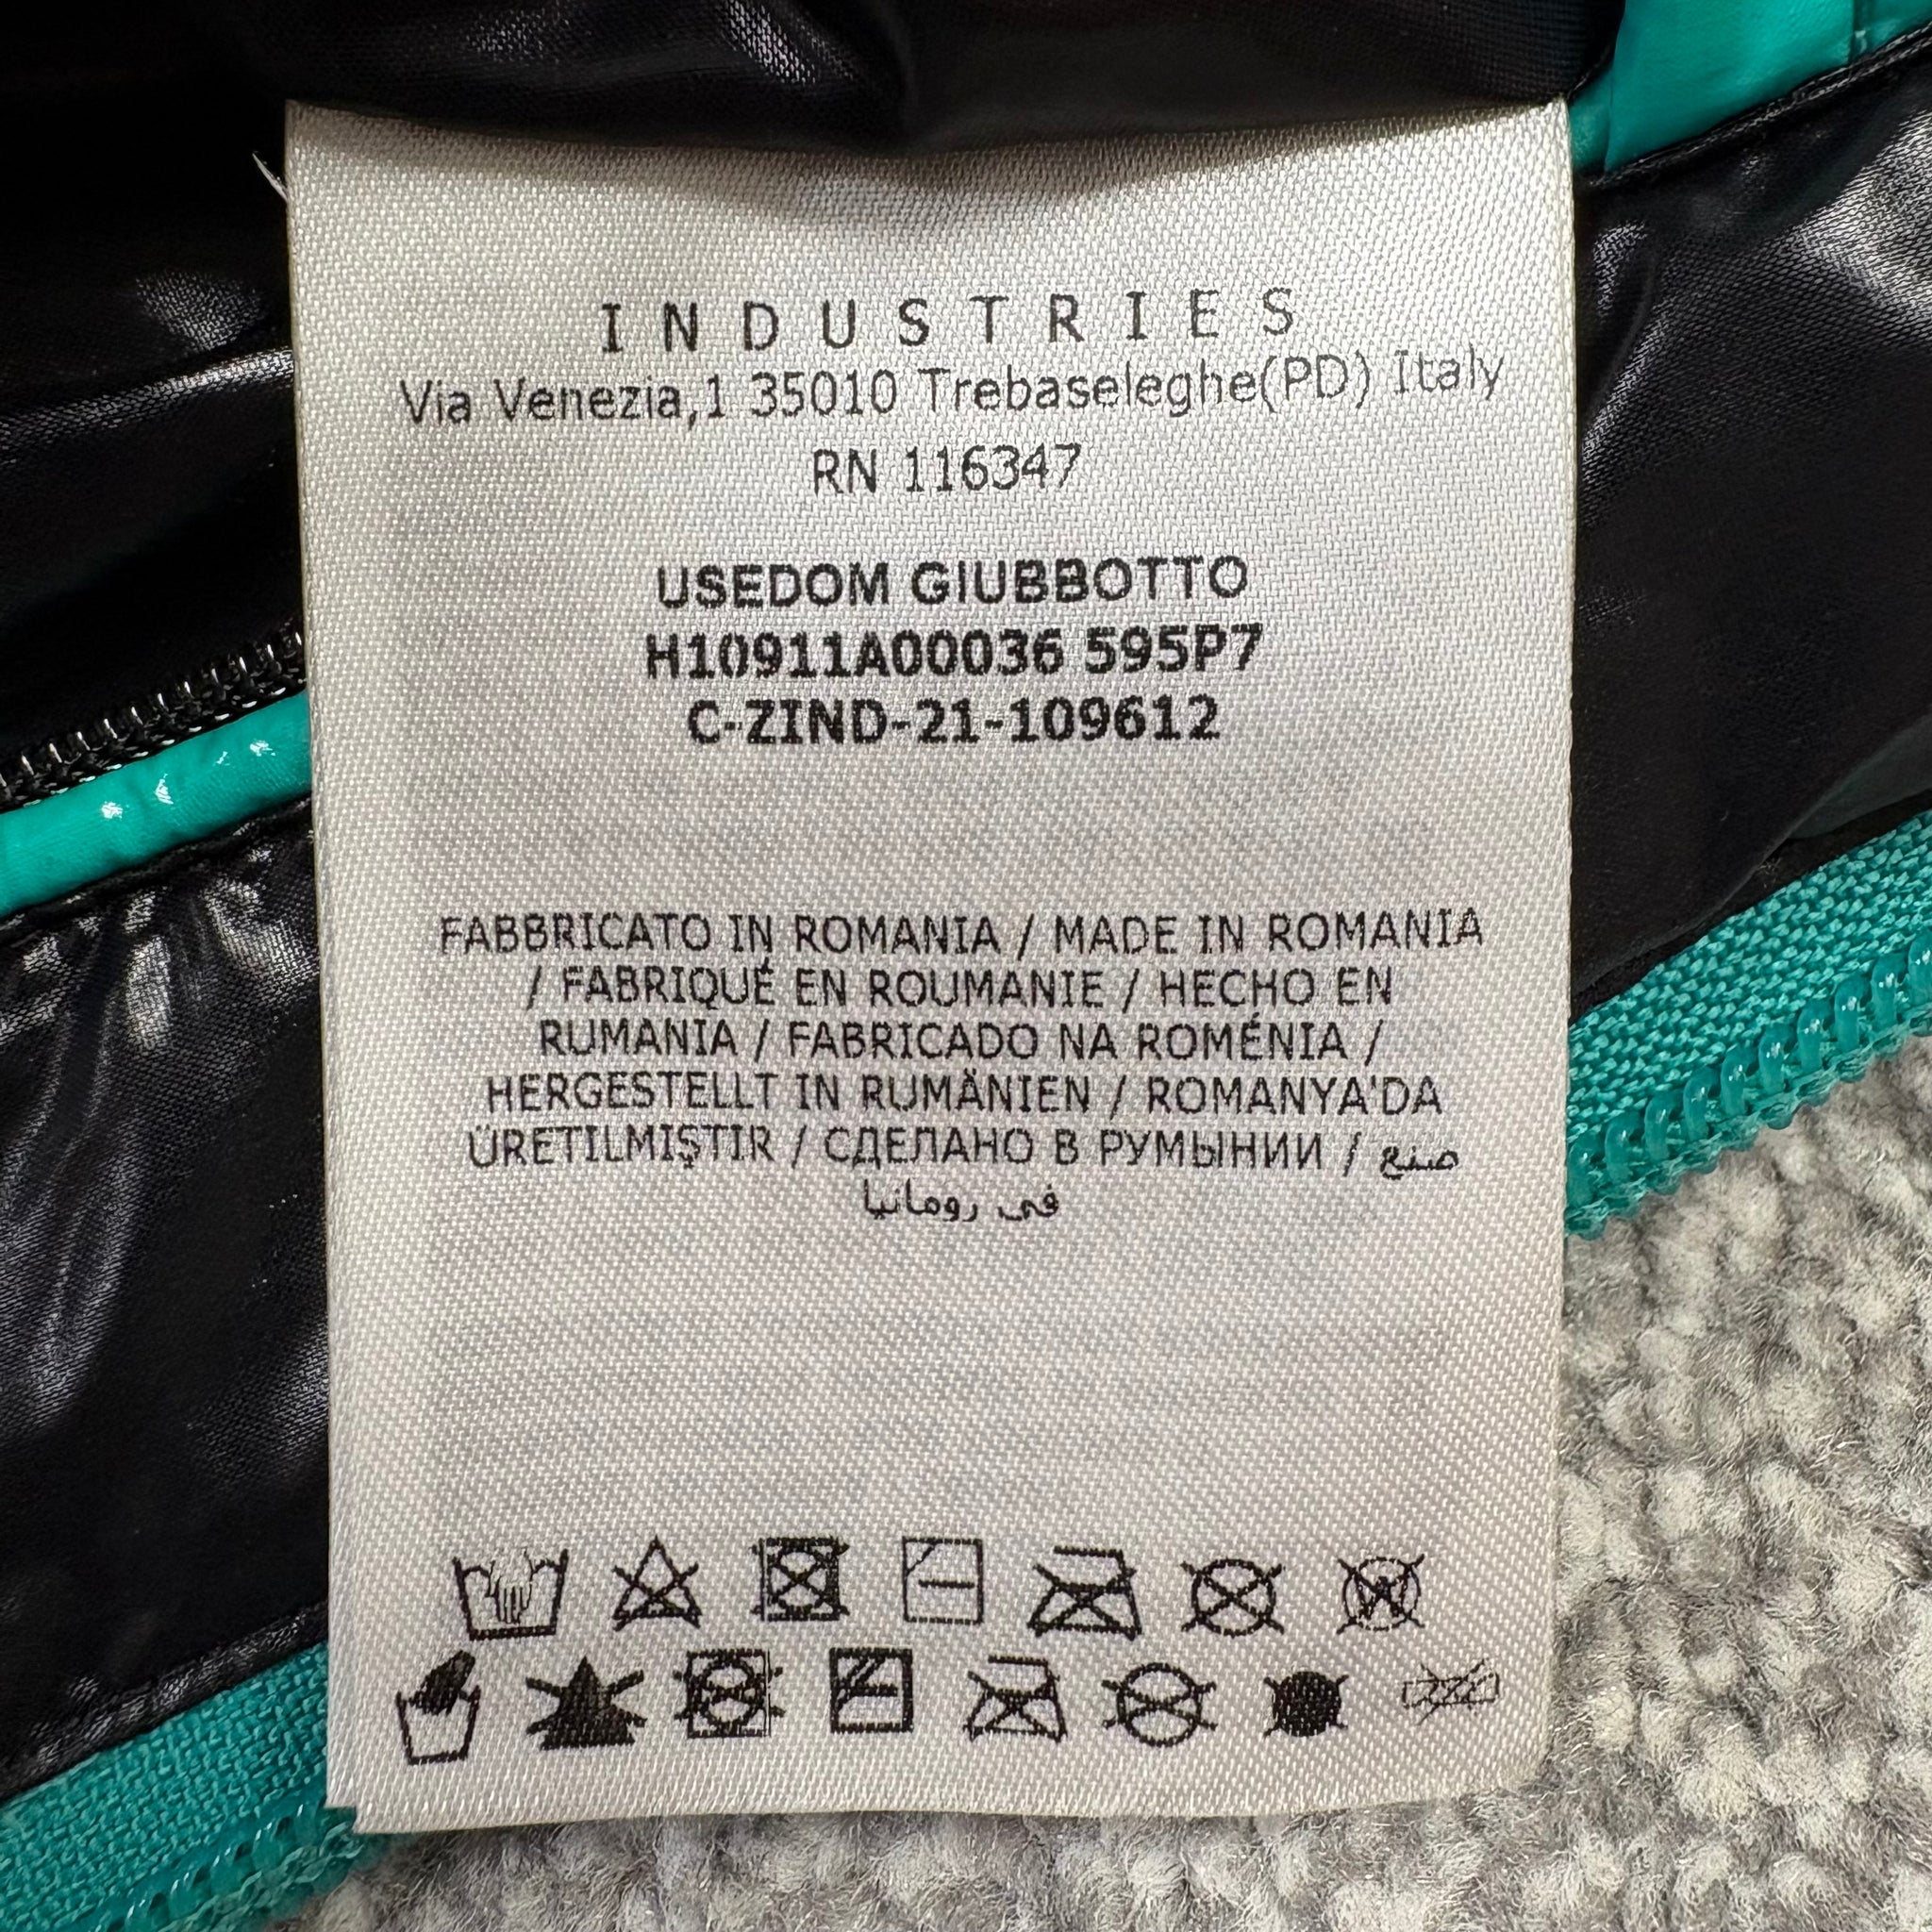 INDUSTRIES
Via Venezia,1 35010 Trebaseleghe(PD) Italy
RN 116347
USEDOM GIUBBOTTO
H10911A00036 595P7
C-ZIND-21-109612
FABBRICATO IN ROMANIA / MADE IN ROMANIA
/ FABRIQUÉ EN ROUMANIE / HECHO EN
RUMANIA / FABRICADO NA ROMÉNIA /
HERGESTELLT IN RUMÄNIEN / ROMANYA'DA
ÜRETILMIŞTIR / СДЕЛАНО В РУМЫНИИ / صنع
في رومانيا